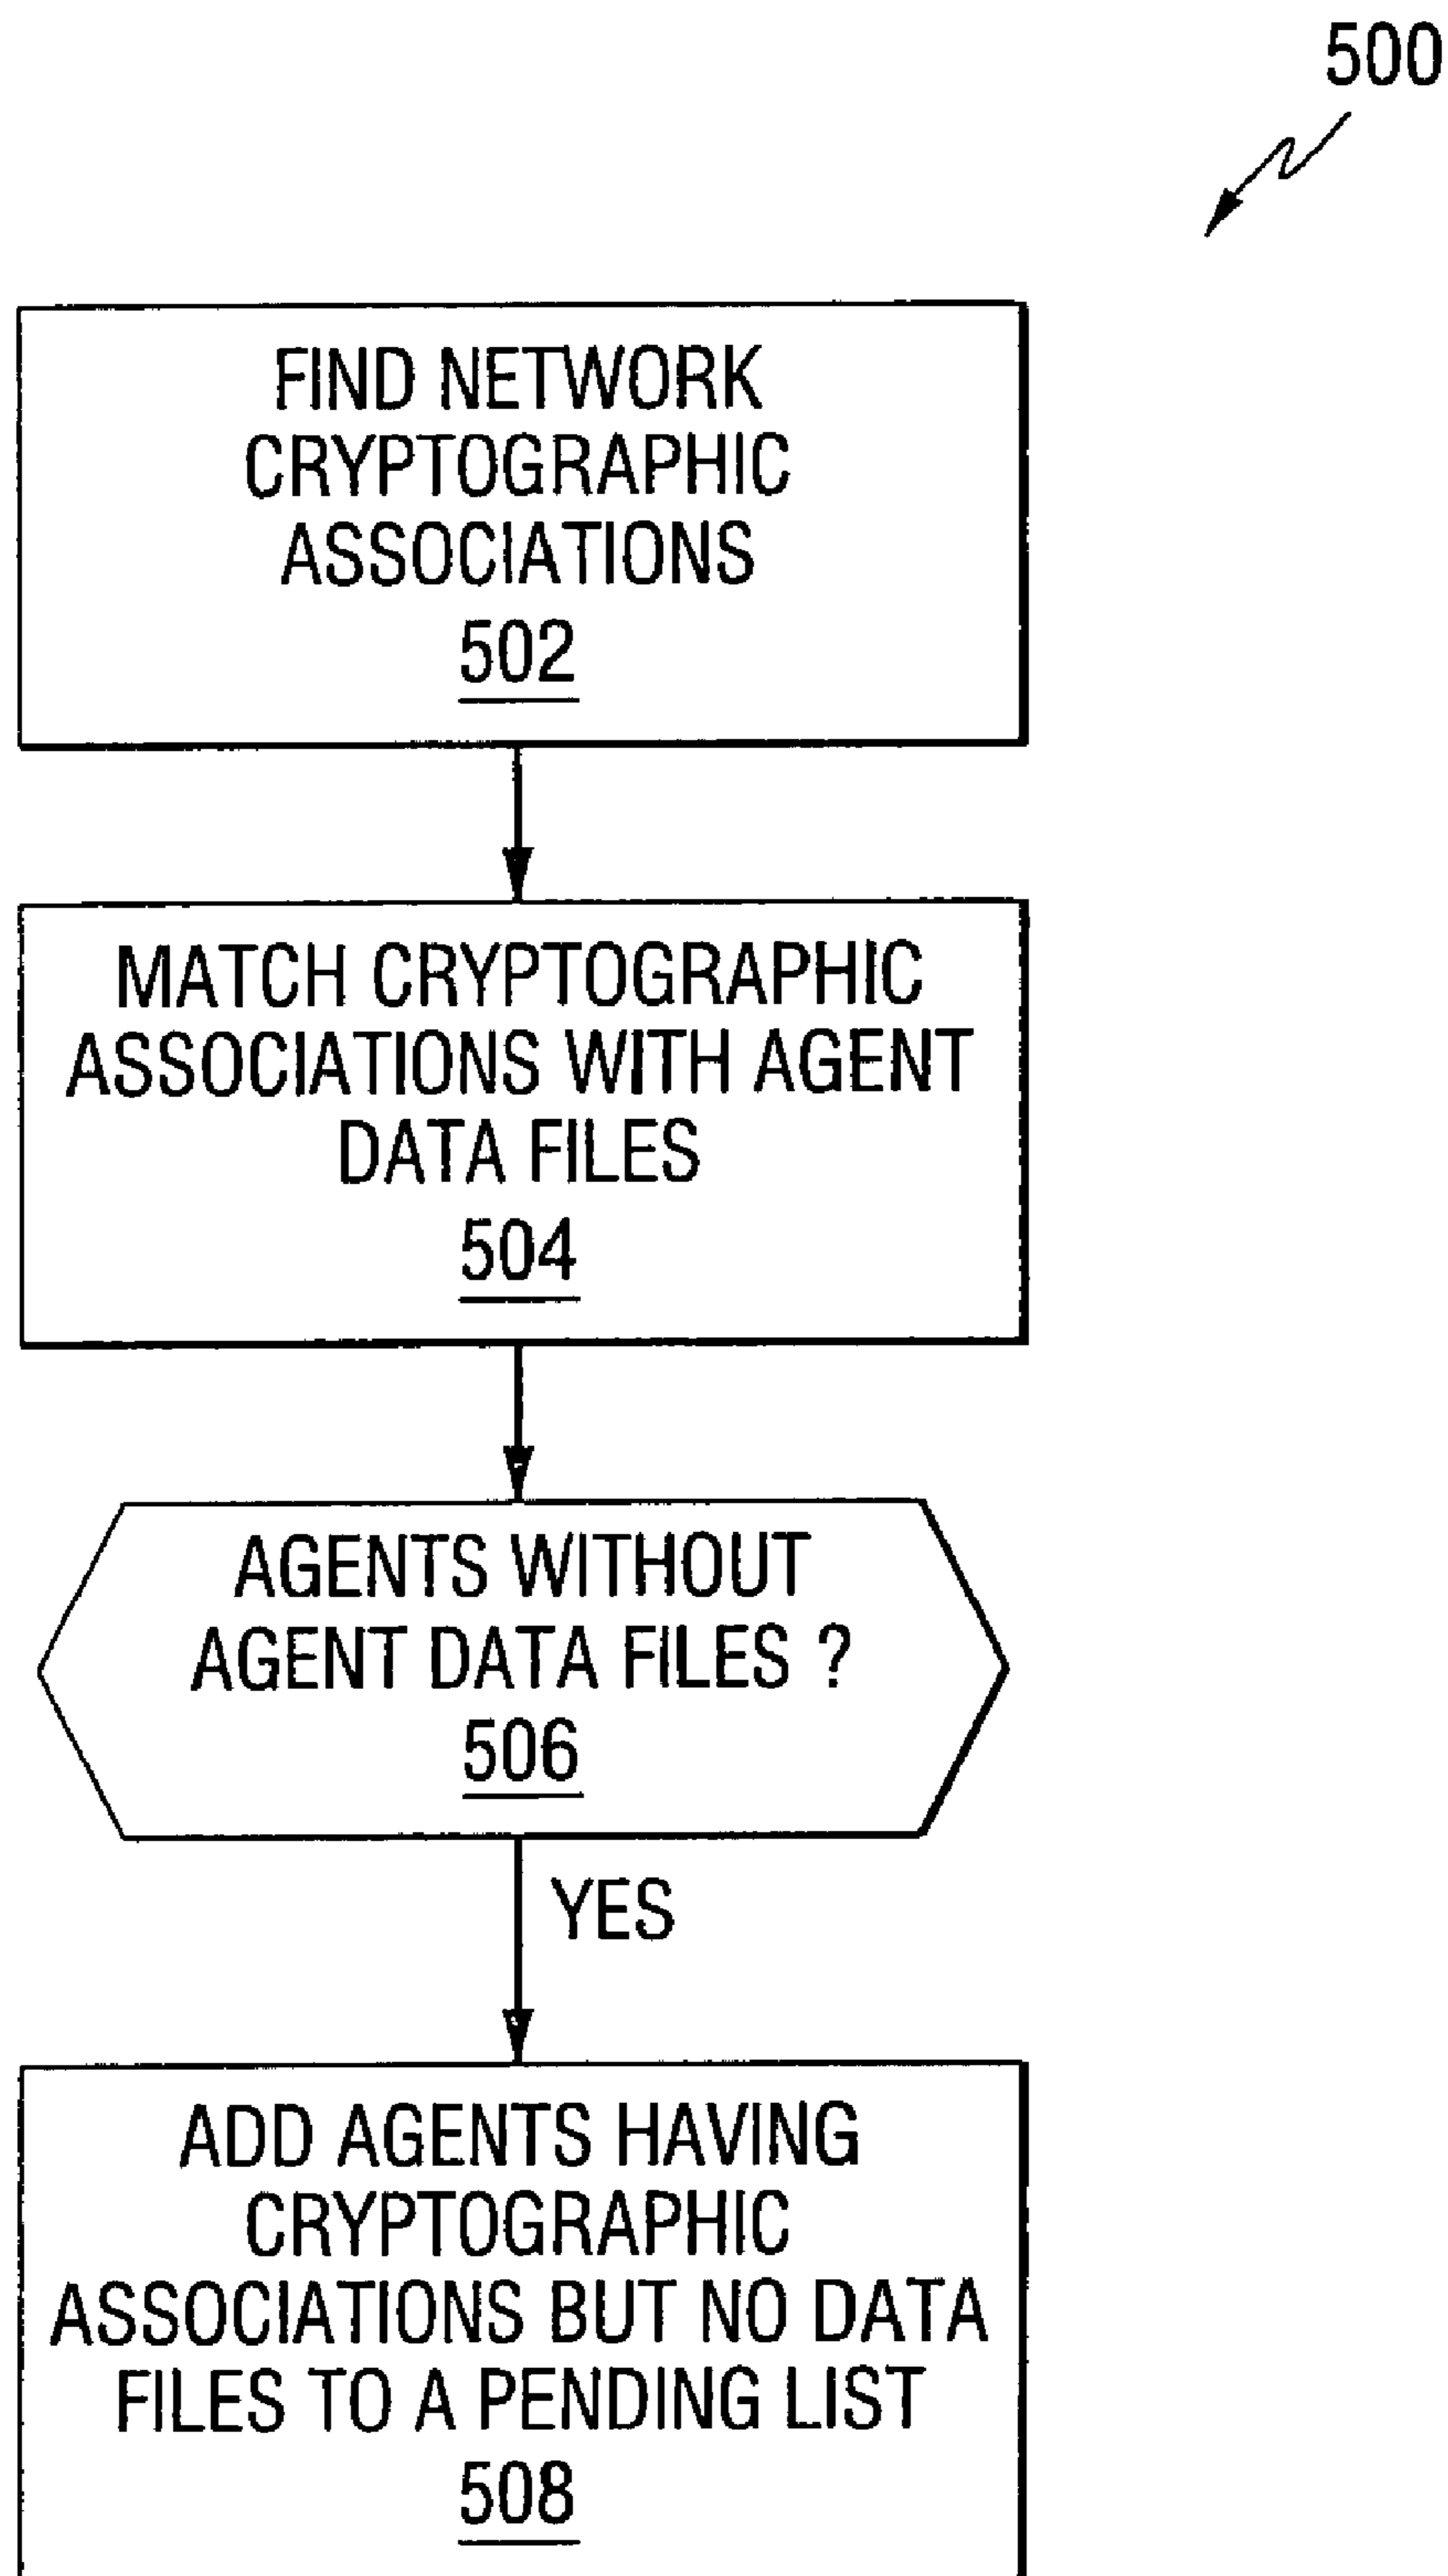 500
FIND NETWORK
CRYPTOGRAPHIC
ASSOCIATIONS
502
MATCH CRYPTOGRAPHIC
ASSOCIATIONS WITH AGENT
DATA FILES
504
AGENTS WITHOUT
AGENT DATA FILES ?
506
YES
ADD AGENTS HAVING
CRYPTOGRAPHIC
ASSOCIATIONS BUT NO DATA
FILES TO A PENDING LIST
508